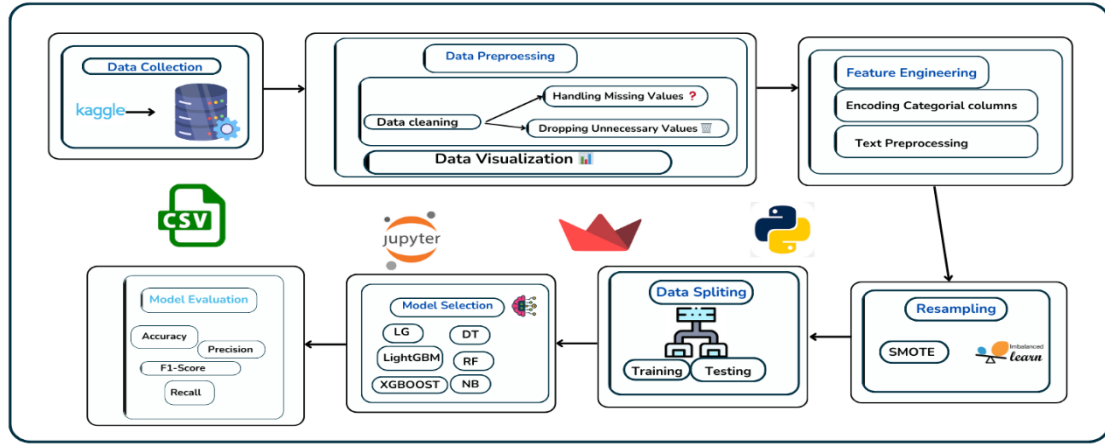 Data Collection
kaggle
Data Preproessing
Data cleaning
Handling Missing Values ?
Dropping Unnecessary Values
Data Visualization
Feature Engineering
Encoding Categorial columns
Text Preprocessing
CSV
jupyter
Model Evaluation
Accuracy
Precision
F1-Score
Recall
Model Selection
LG
DT
LightGBM
RF
XGBOOST
NB
Data Spliting
Training
Testing
Resampling
SMOTE
Imbalanced
learn